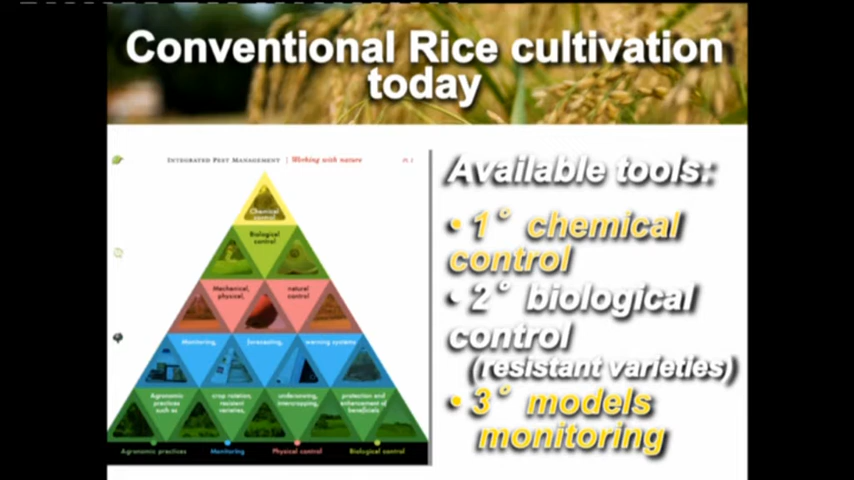 Conventional Rice cultivation
today
INTEGRATED PEST MANAGEMENT | Working with nature
Chemical
control
Biological
control
Mechanical, natural
physical, control
Monitoring, forecasting, warning systems
Agronomic
practices
such as
crop rotation,
resistant
varieties,
undersowing,
intercropping,
protection and
enhancement of
beneficials
Agronomic practices Monitoring Physical control Biological control
Available tools:
• 1° chemical
control
• 2° biological
control
(resistant varieties)
• 3° models
monitoring